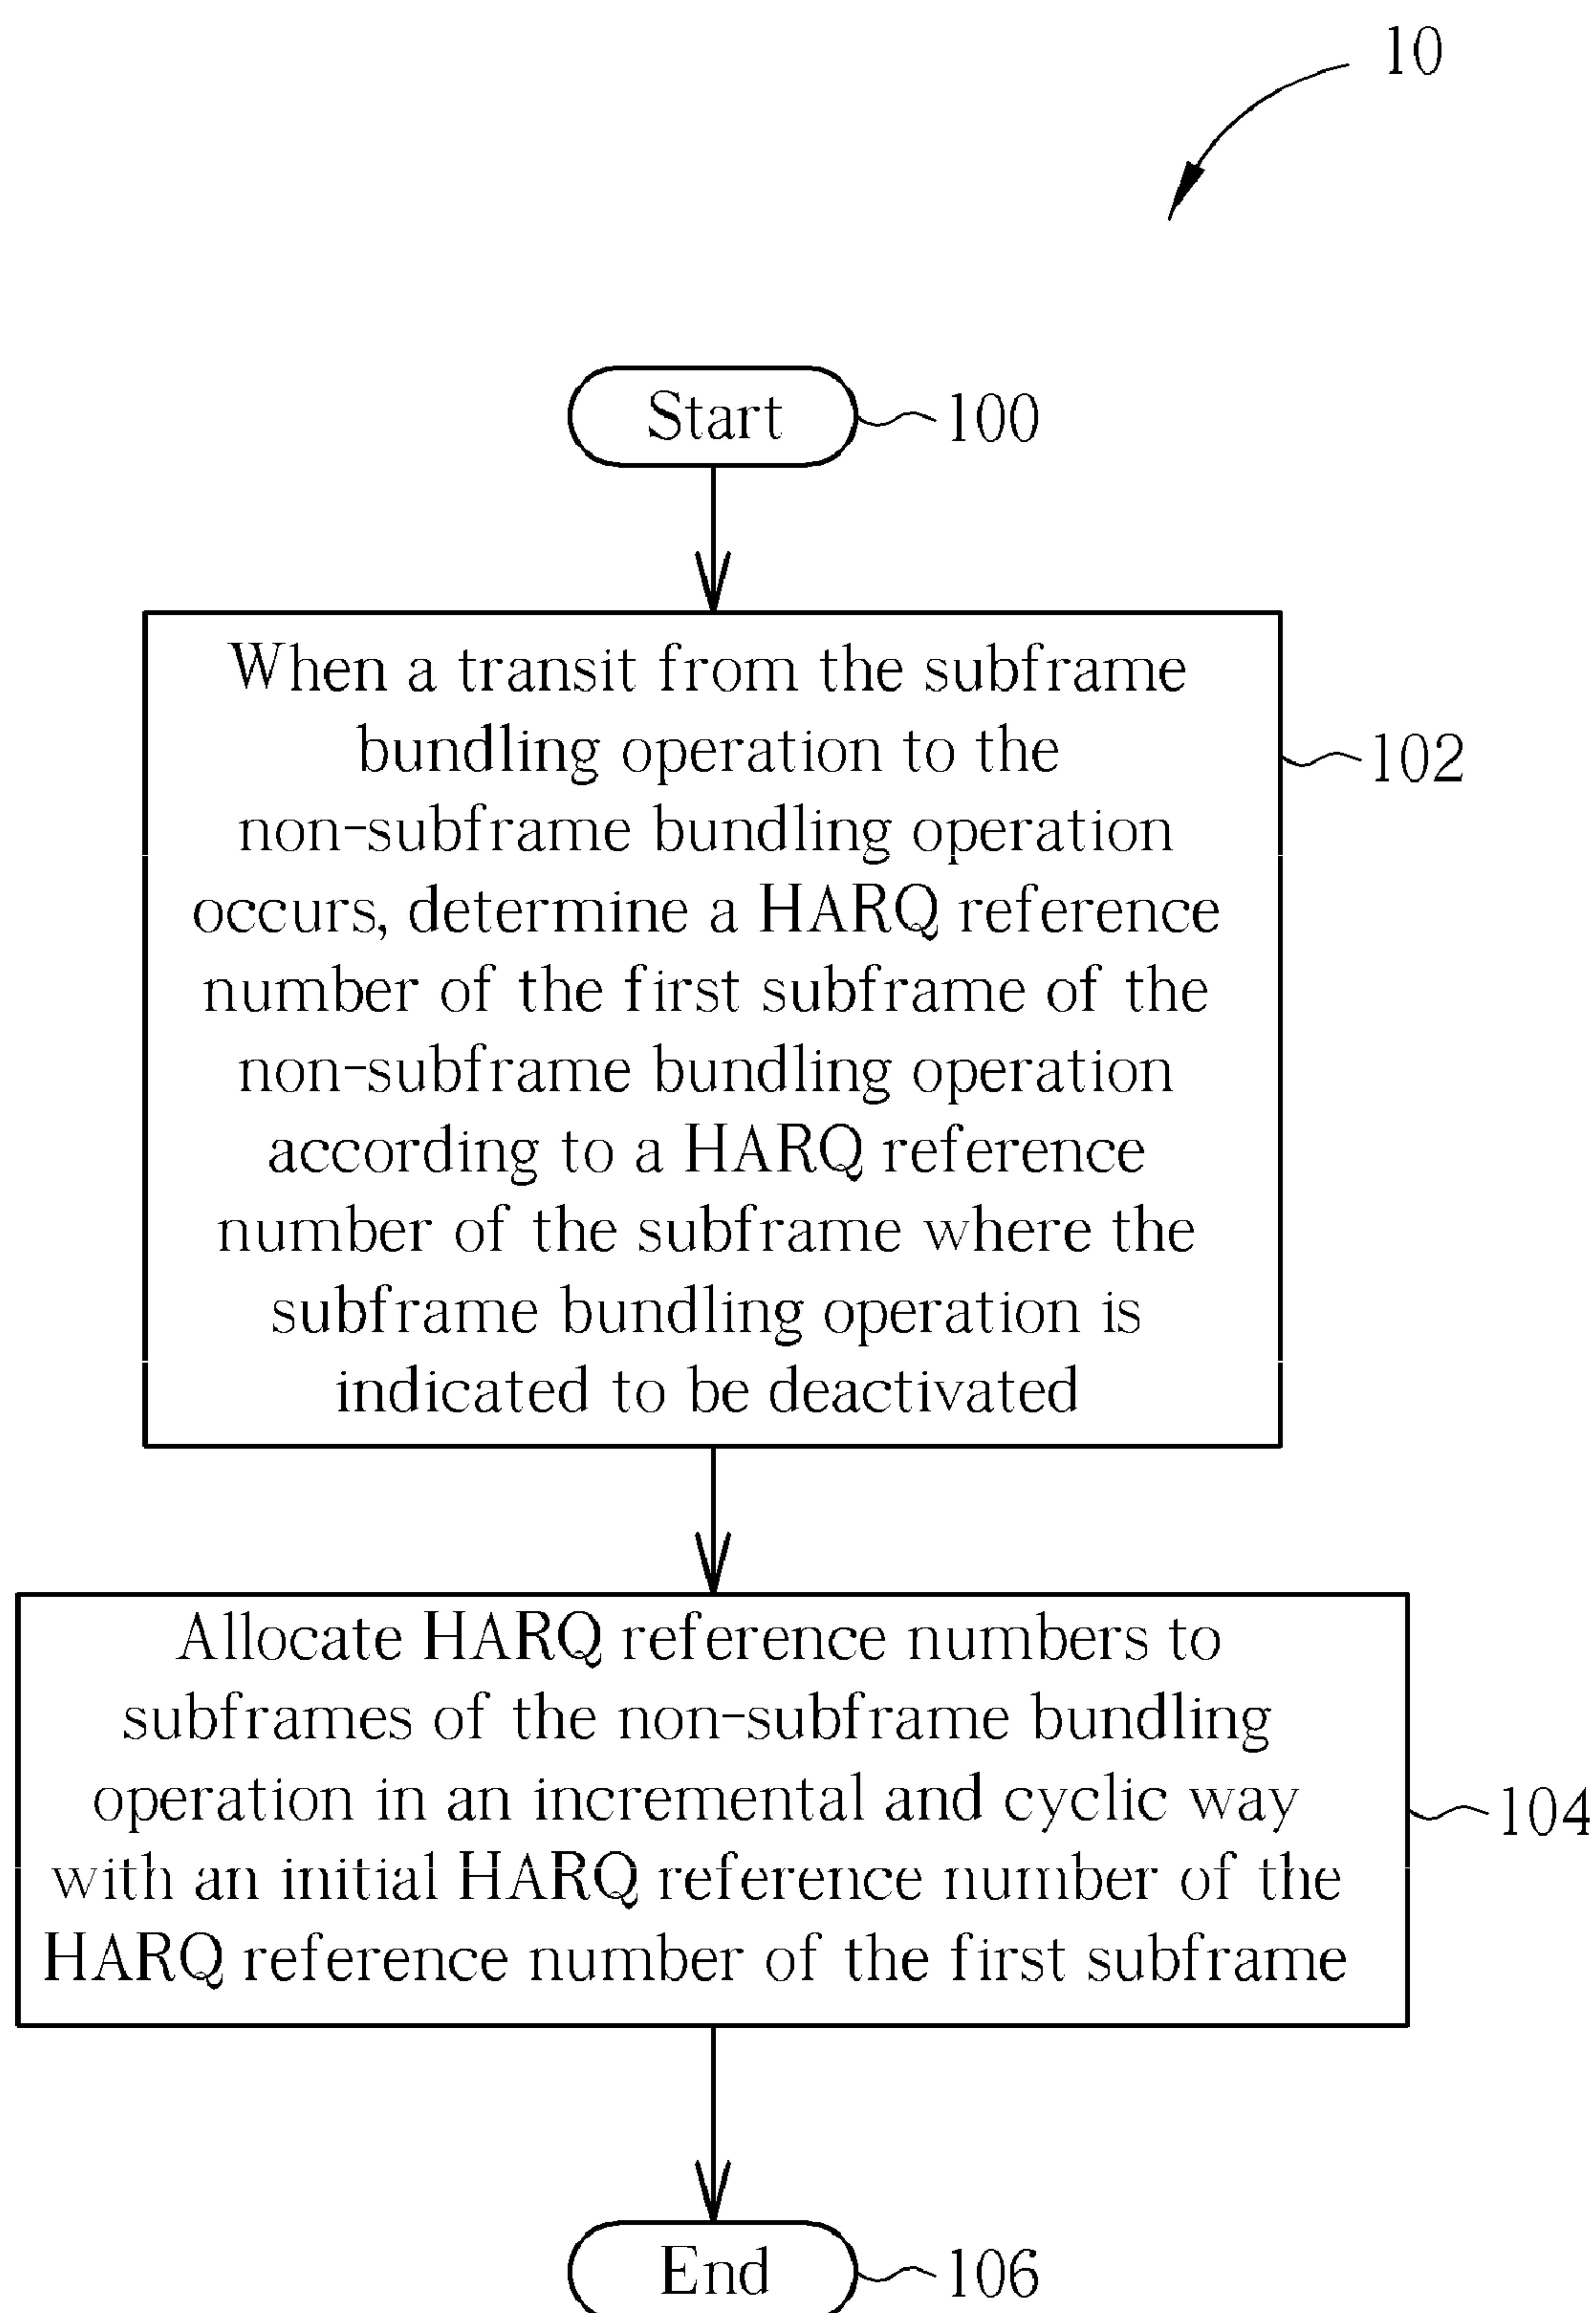 10
Start
100
When a transit from the subframe
bundling operation to the
102
non-subframe bundling operation
occurs, determine a HARQ reference
number of the first subframe of the
non-subframe bundling operation
according to a HARQ reference
number of the subframe where the
subframe bundling operation is
indicated to be deactivated
Allocate HARQ reference numbers to
subframes of the non-subframe bundling
operation in an incremental and cyclic way
104
with an initial HARQ reference number of the
HARQ reference number of the first subframe
End
106